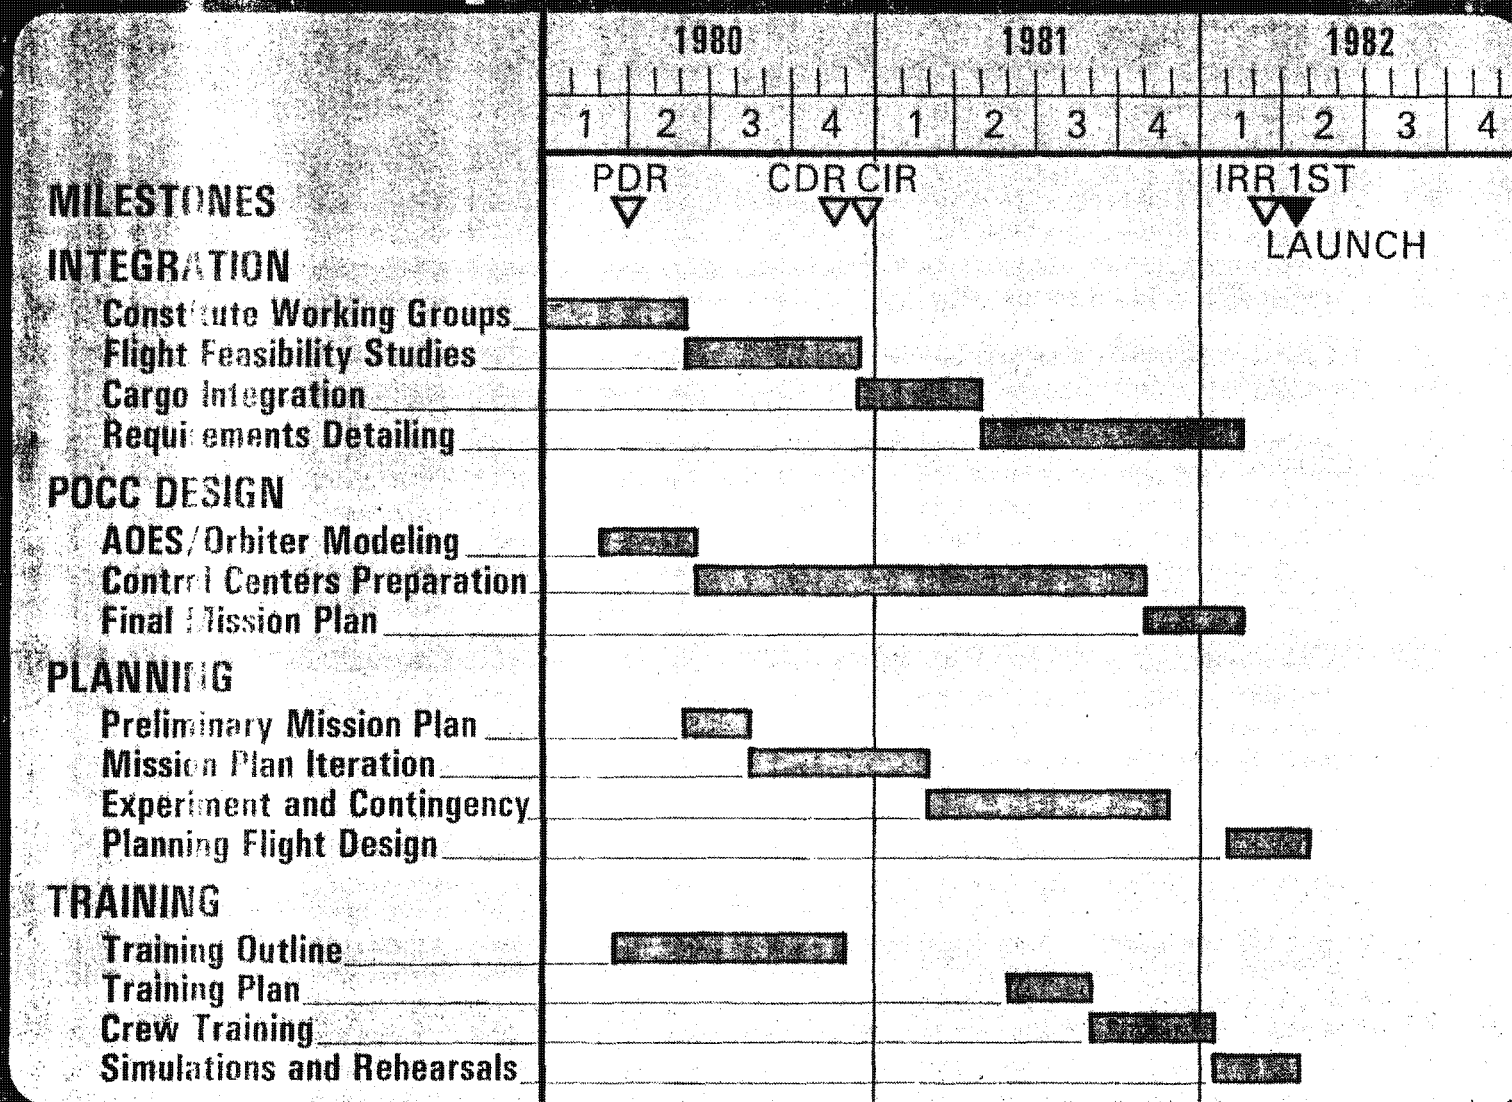 1980 1981 1982
1 2 3 4 1 2 3 4 1 2 3 4
PDR CDR CIR IRR 1ST
MILESTONES
LAUNCH
INTEGRATION
Constitute Working Groups
Flight Feasibility Studies
Cargo Integration
Requirements Detailing
POCC DESIGN
AOES/Orbiter Modeling
Control Centers Preparation
Final Mission Plan
PLANNING
Preliminary Mission Plan
Mission Plan Iteration
Experiment and Contingency
Planning Flight Design
TRAINING
Training Outline
Training Plan
Crew Training
Simulations and Rehearsals